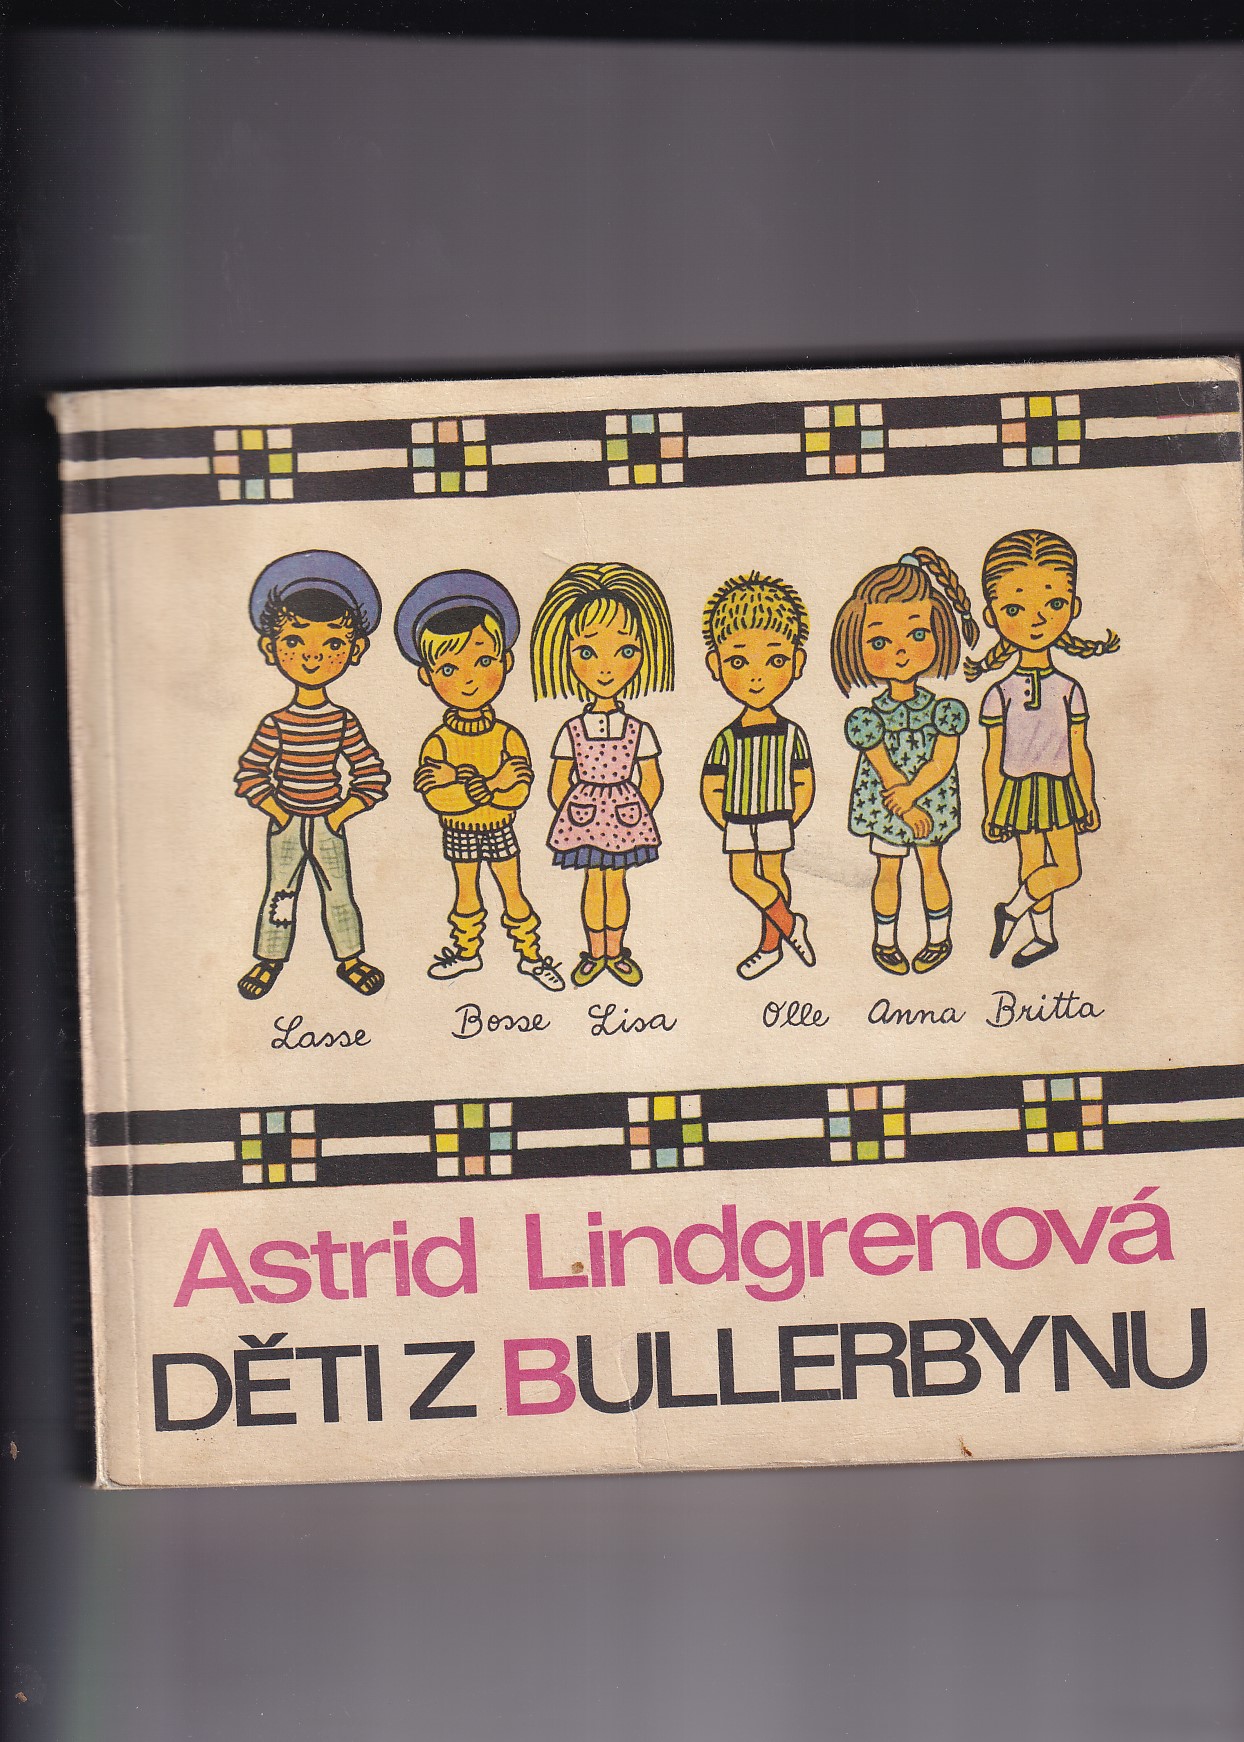 Lasse Bosse Lisa Olle Anna Britta
Astrid Lindgrenová
DĚTI Z BULLERBYNU